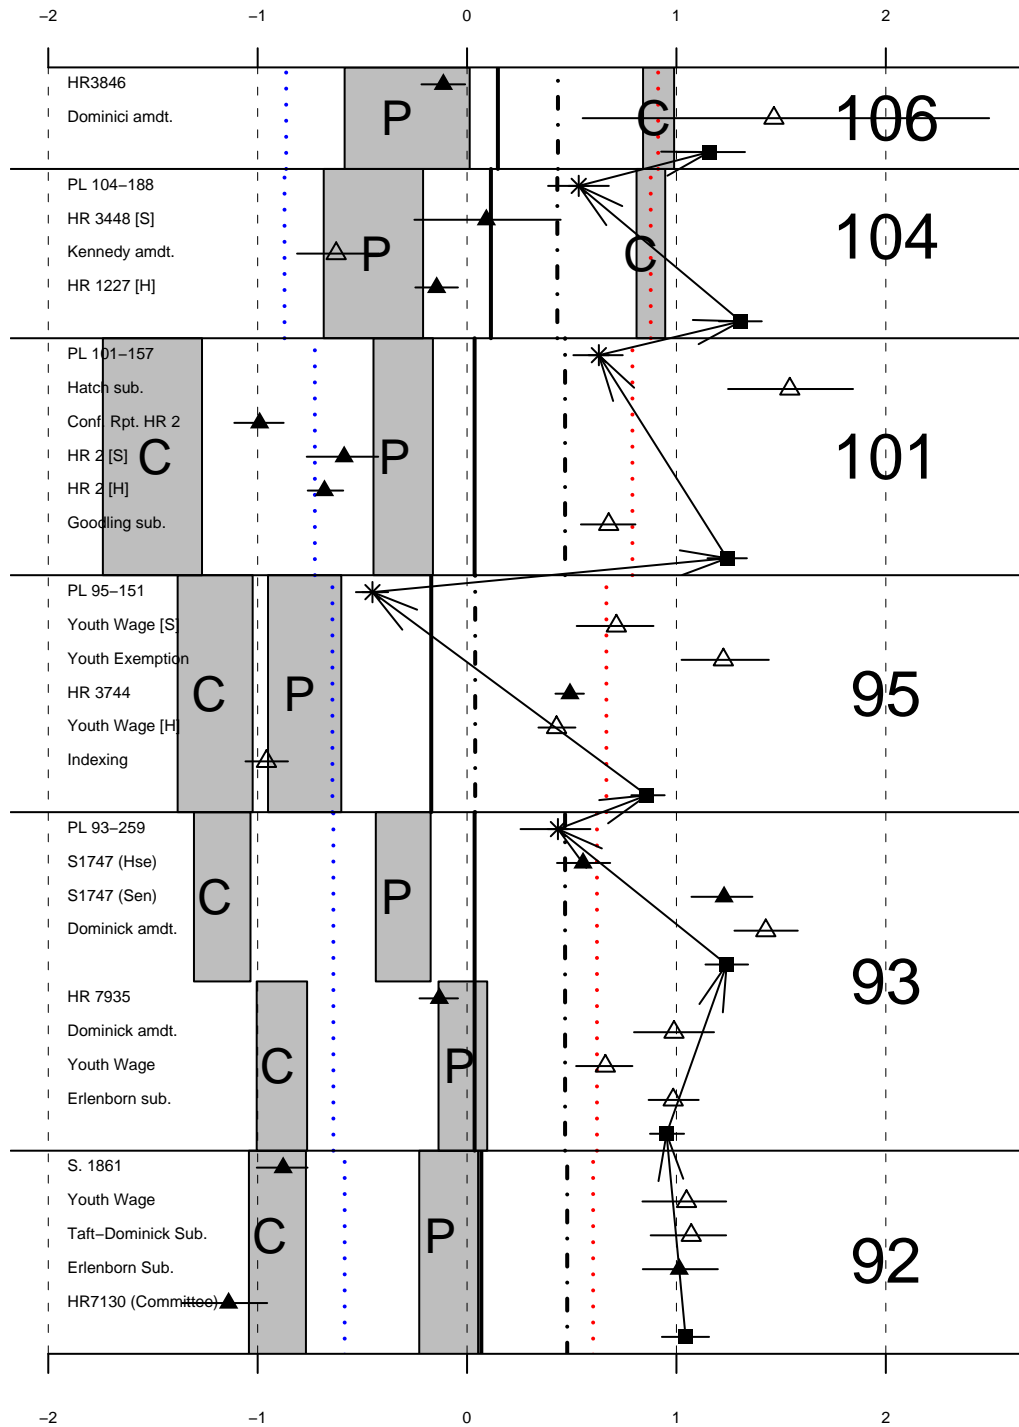 −2 −1 0 1 2
HR3846
Dominici amdt.
P C 106
PL 104−188
HR 3448 [S]
Kennedy amdt.
P C 104
HR 1227 [H]
PL 101−157
Hatch sub.
Conf. Rpt. HR 2
HR 2 [S]
C P 101
HR 2 [H]
Goodling sub.
PL 95−151
Youth Wage [S]
Youth Exemption
HR 3744
C P 95
Youth Wage [H]
Indexing
PL 93−259
S1747 (Hse)
S1747 (Sen)
C P
Dominick amdt.
93
HR 7935
Dominick amdt.
Youth Wage
C P
Erlenborn sub.
S. 1861
Youth Wage
Taft−Dominick Sub.
C P
92
Erlenborn Sub.
HR7130 (Committee)
−2 −1 0 1 2